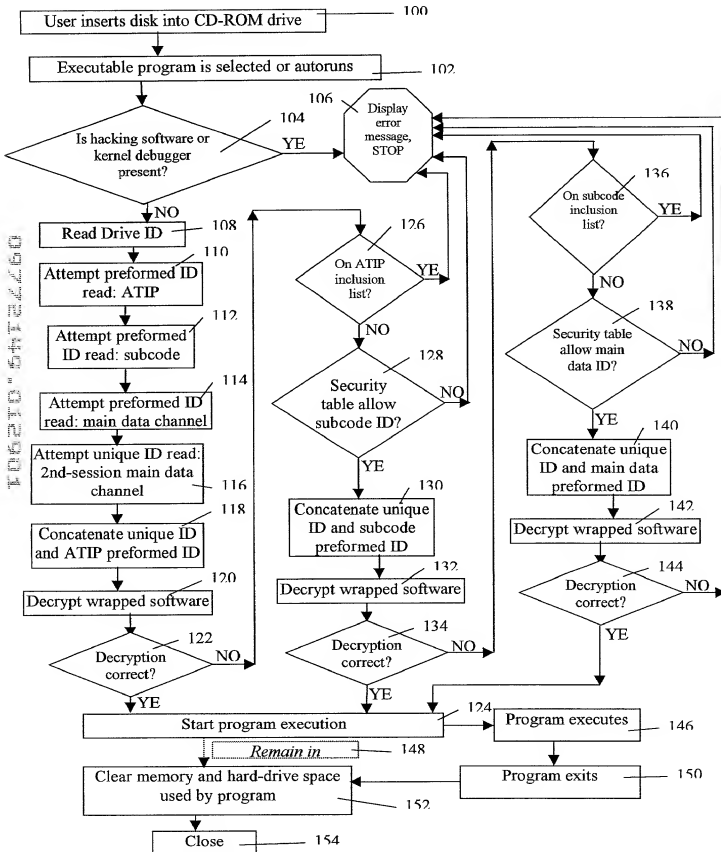 User inserts disk into CD-ROM drive
100
Executable program is selected or autoruns
102
Is hacking software or
kernel debugger
present?
104
YE
106
Display
error
message,
STOP
NO
Read Drive ID
108
110
Attempt preformed ID
read: ATIP
112
Attempt preformed
ID read: subcode
114
Attempt preformed ID
read: main data channel
Attempt unique ID read:
2nd-session main data
channel
116
118
Concatenate unique ID
and ATIP preformed ID
120
Decrypt wrapped software
122
Decryption
correct?
NO
YE
126
On ATIP
inclusion
list?
YE
NO
128
Security
table allow
subcode ID?
NO
YE
130
Concatenate unique
ID and subcode
preformed ID
132
Decrypt wrapped software
134
Decryption
correct?
NO
YE
136
On subcode
inclusion
list?
YE
NO
138
Security table
allow main
data ID?
NO
YE
140
Concatenate unique
ID and main data
preformed ID
142
Decrypt wrapped software
144
Decryption
correct?
NO
YE
Start program execution
124
Program executes
146
Remain in
148
Program exits
150
Clear memory and hard-drive space
used by program
152
Close
154